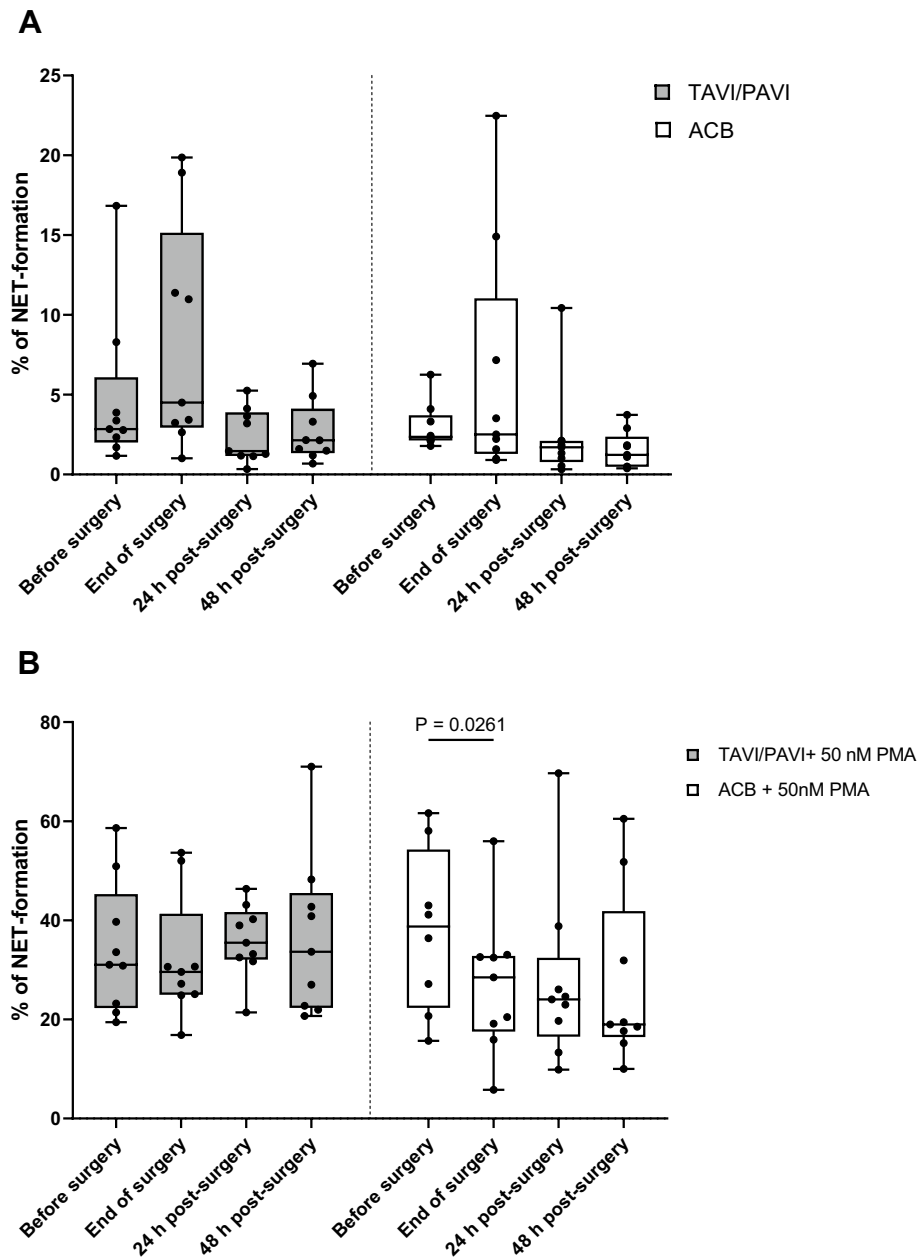 A
% of NET-formation
25
20
15
10
5
0
TAVI/PAVI
ACB
Before surgery
End of surgery
24 h post-surgery
48 h post-surgery
Before surgery
End of surgery
24 h post-surgery
48 h post-surgery
B
% of NET-formation
80
60
40
20
0
P = 0.0261
TAVI/PAVI+ 50 nM PMA
ACB + 50nM PMA
Before surgery
End of surgery
24 h post-surgery
48 h post-surgery
Before surgery
End of surgery
24 h post-surgery
48 h post-surgery